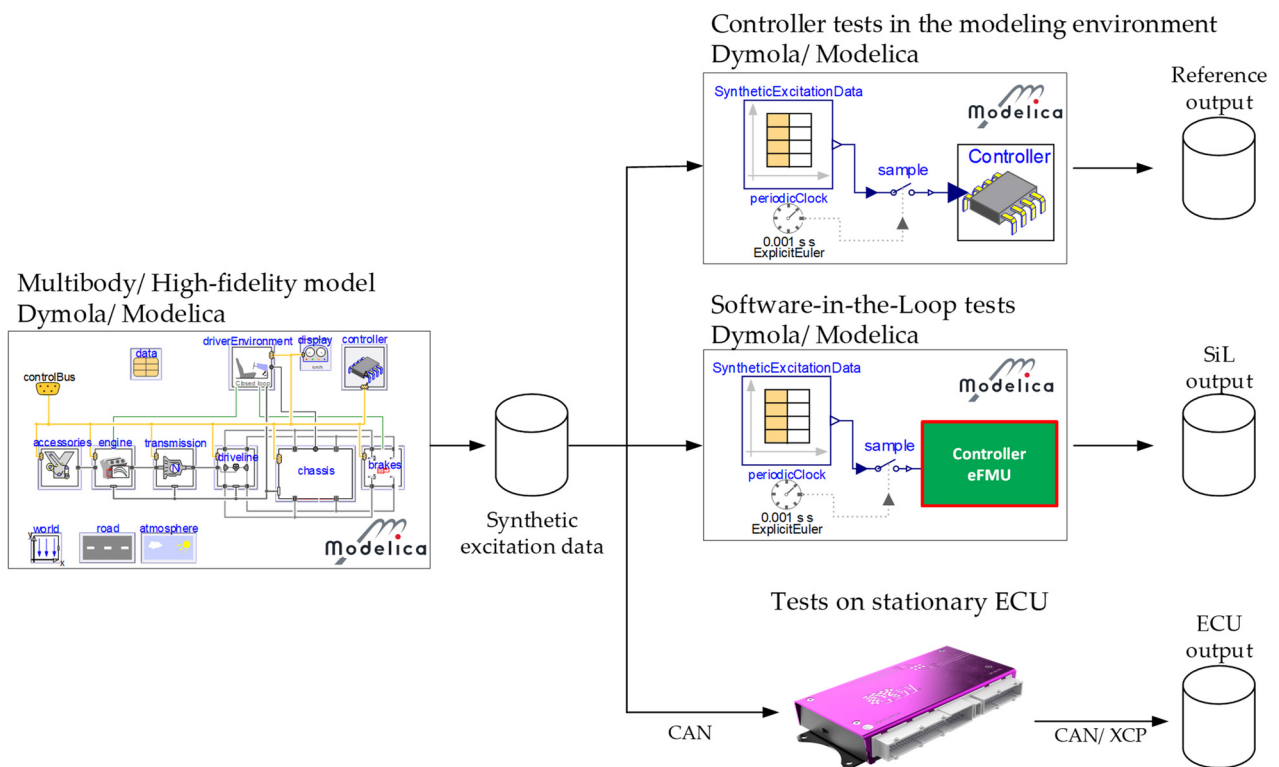 Controller tests in the modeling environment
Dymola/ Modelica
SyntheticExcitationData
Modelica
Controller
sample
periodicClock
0.001 s s
ExplicitEuler
Reference
output
Multibody/ High-fidelity model
Dymola/ Modelica
driverEnvironment
display
controller
data
km/h
controlBus
Closed loop
accessories
engine
transmission
driveline
chassis
brakes
N
world
road
atmosphere
y
x
Modelica
Synthetic
excitation data
Software-in-the-Loop tests
Dymola/ Modelica
SyntheticExcitationData
Modelica
sample
Controller
eFMU
periodicClock
0.001 s s
ExplicitEuler
SiL
output
Tests on stationary ECU
CAN
CAN/ XCP
ECU
output